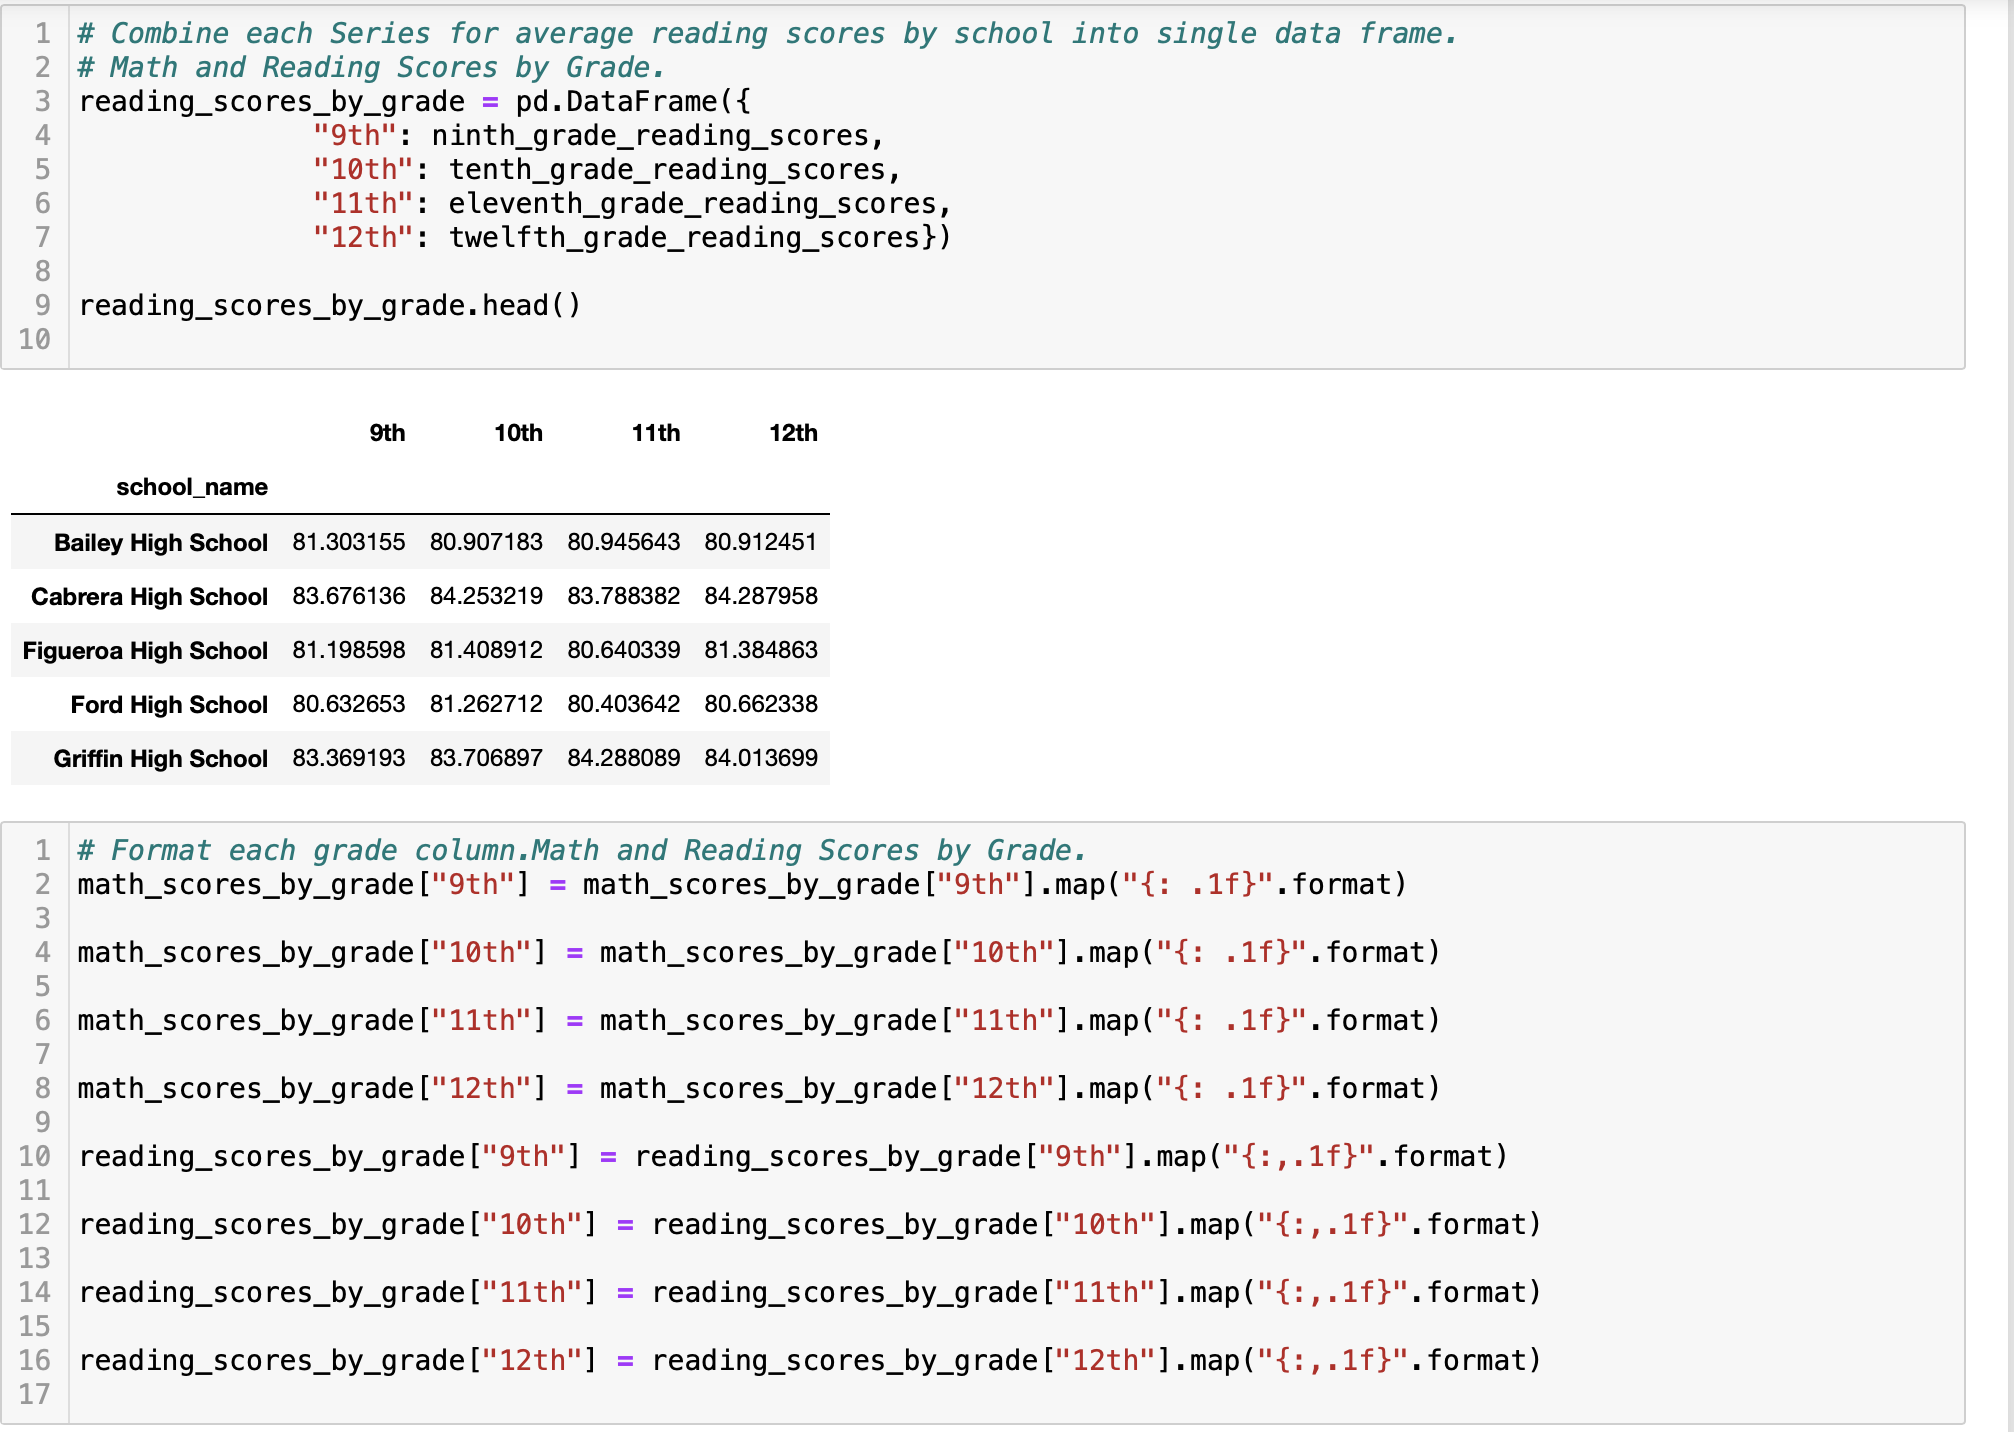 1 # Combine each Series for average reading scores by school into single data frame.
2 # Math and Reading Scores by Grade.
3 reading_scores_by_grade = pd.DataFrame({
4               "9th": ninth_grade_reading_scores,
5               "10th": tenth_grade_reading_scores,
6               "11th": eleventh_grade_reading_scores,
7               "12th": twelfth_grade_reading_scores})
8
9 reading_scores_by_grade.head()
10
9th 10th 11th 12th
school_name
Bailey High School 81.303155 80.907183 80.945643 80.912451
Cabrera High School 83.676136 84.253219 83.788382 84.287958
Figueroa High School 81.198598 81.408912 80.640339 81.384863
Ford High School 80.632653 81.262712 80.403642 80.662338
Griffin High School 83.369193 83.706897 84.288089 84.013699
1 # Format each grade column.Math and Reading Scores by Grade.
2 math_scores_by_grade["9th"] = math_scores_by_grade["9th"].map("{: .1f}".format)
3
4 math_scores_by_grade["10th"] = math_scores_by_grade["10th"].map("{: .1f}".format)
5
6 math_scores_by_grade["11th"] = math_scores_by_grade["11th"].map("{: .1f}".format)
7
8 math_scores_by_grade["12th"] = math_scores_by_grade["12th"].map("{: .1f}".format)
9
10 reading_scores_by_grade["9th"] = reading_scores_by_grade["9th"].map("{:,.1f}".format)
11
12 reading_scores_by_grade["10th"] = reading_scores_by_grade["10th"].map("{:,.1f}".format)
13
14 reading_scores_by_grade["11th"] = reading_scores_by_grade["11th"].map("{:,.1f}".format)
15
16 reading_scores_by_grade["12th"] = reading_scores_by_grade["12th"].map("{:,.1f}".format)
17